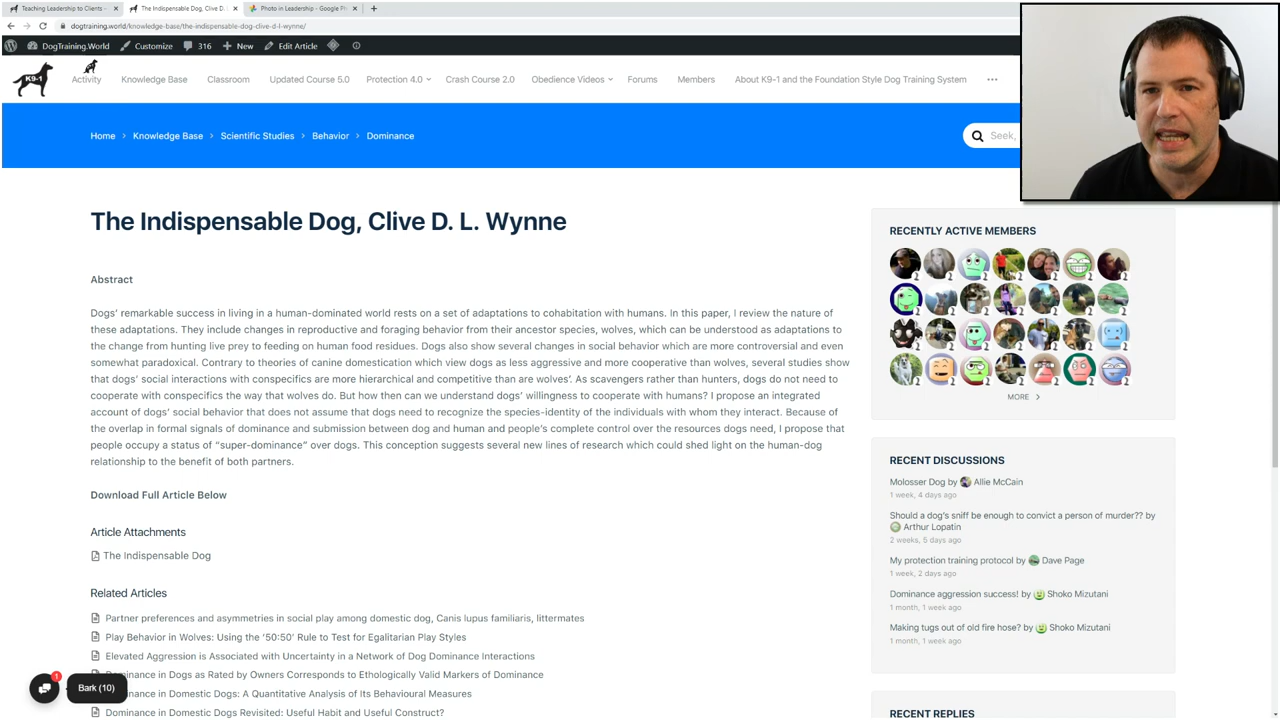 Teaching Leadership to Clients -
The Indispensable Dog, Clive D. L.
Photo in Leadership - Google Ph
dogtraining.world/knowledge-base/the-indispensable-dog-clive-d-l-wynne/
DogTraining.World Customize 316 New Edit Article
K9-1
Activity Knowledge Base Classroom Updated Course 5.0 Protection 4.0 Crash Course 2.0 Obedience Videos Forums Members About K9-1 and the Foundation Style Dog Training System
Home Knowledge Base Scientific Studies Behavior Dominance
Seek,
The Indispensable Dog, Clive D. L. Wynne
Abstract
Dogs’ remarkable success in living in a human-dominated world rests on a set of adaptations to cohabitation with humans. In this paper, I review the nature of
these adaptations. They include changes in reproductive and foraging behavior from their ancestor species, wolves, which can be understood as adaptations to
the change from hunting live prey to feeding on human food residues. Dogs also show several changes in social behavior which are more controversial and even
somewhat paradoxical. Contrary to theories of canine domestication which view dogs as less aggressive and more cooperative than wolves, several studies show
that dogs’ social interactions with conspecifics are more hierarchical and competitive than are wolves’. As scavengers rather than hunters, dogs do not need to
cooperate with conspecifics the way that wolves do. But how then can we understand dogs’ willingness to cooperate with humans? I propose an integrated
account of dogs’ social behavior that does not assume that dogs need to recognize the species-identity of the individuals with whom they interact. Because of
the overlap in formal signals of dominance and submission between dog and human and people’s complete control over the resources dogs need, I propose that
people occupy a status of “super-dominance” over dogs. This conception suggests several new lines of research which could shed light on the human-dog
relationship to the benefit of both partners.
Download Full Article Below
Article Attachments
The Indispensable Dog
Related Articles
Partner preferences and asymmetries in social play among domestic dog, Canis lupus familiaris, littermates
Play Behavior in Wolves: Using the ‘50:50’ Rule to Test for Egalitarian Play Styles
Elevated Aggression is Associated with Uncertainty in a Network of Dog Dominance Interactions
in Dogs as Rated by Owners Corresponds to Ethologically Valid Markers of Dominance
in Domestic Dogs: A Quantitative Analysis of Its Behavioural Measures
Dominance in Domestic Dogs Revisited: Useful Habit and Useful Construct?
1
Bark (10)
RECENTLY ACTIVE MEMBERS
MORE
RECENT DISCUSSIONS
Molosser Dog by Allie McCain
1 week, 4 days ago
Should a dog’s sniff be enough to convict a person of murder?? by
Arthur Lopatin
2 weeks, 5 days ago
My protection training protocol by Dave Page
1 week, 2 days ago
Dominance aggression success! by Shoko Mizutani
1 month, 1 week ago
Making tugs out of old fire hose? by Shoko Mizutani
1 month, 1 week ago
RECENT REPLIES